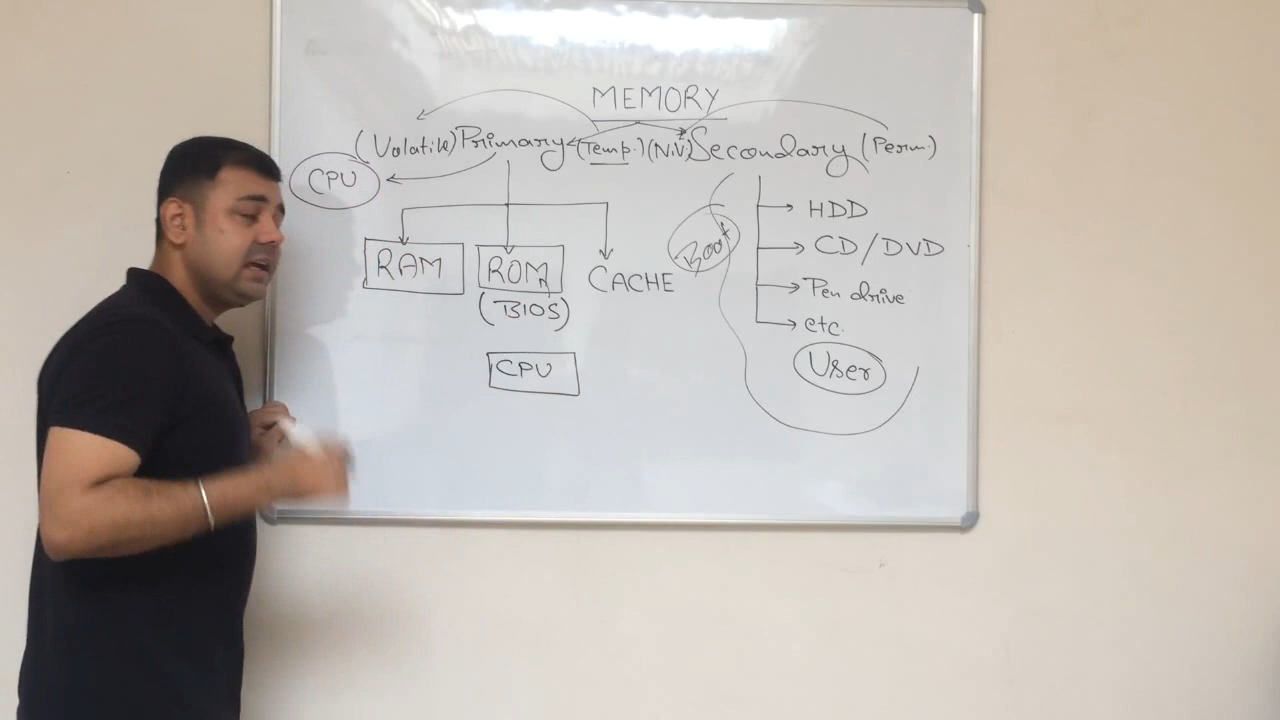 MEMORY
(Volatile) Primary (Temp.) (N.V.) Secondary (Perm.)
CPU
HDD
Boot
CD/DVD
RAM
ROM
CACHE
Pen drive
(BIOS)
etc.
CPU
User